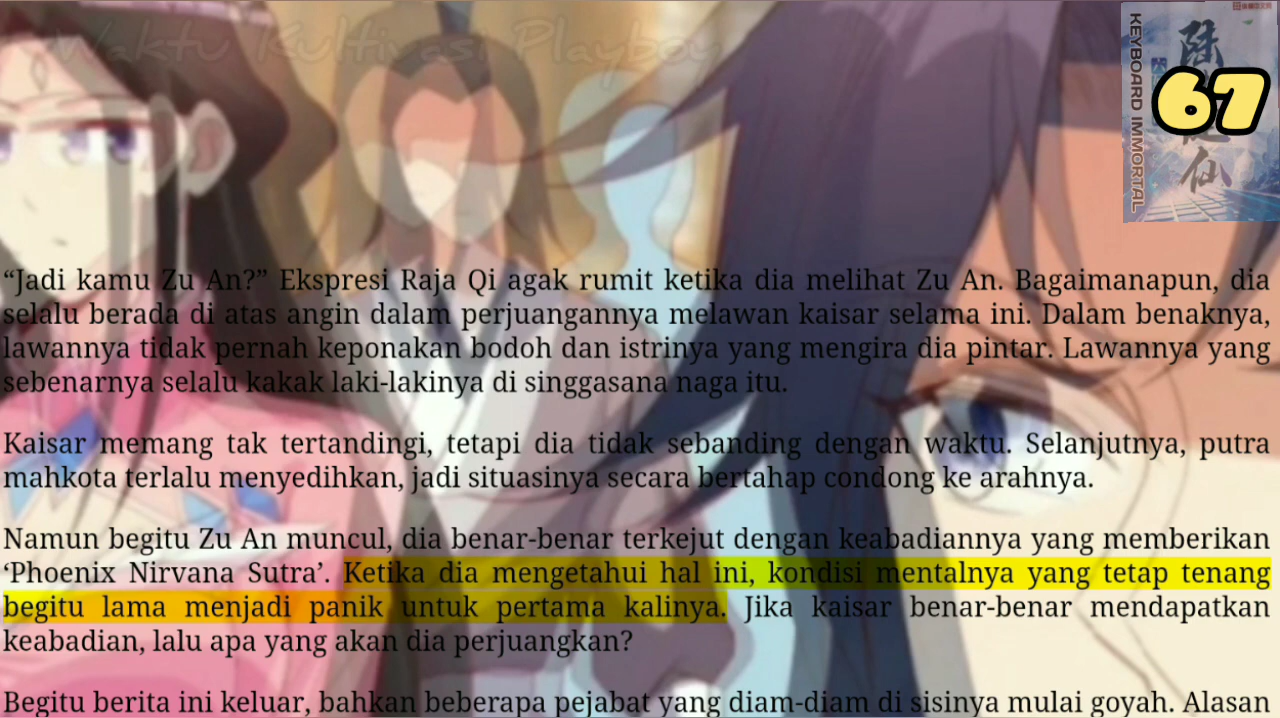 Waktu Kultivasi Playboy
KEYBOARD IMMORTAL
67
仙
“Jadi kamu Zu An?” Ekspresi Raja Qi agak rumit ketika dia melihat Zu An. Bagaimanapun, dia
selalu berada di atas angin dalam perjuangannya melawan kaisar selama ini. Dalam benaknya,
lawannya tidak pernah keponakan bodoh dan istrinya yang mengira dia pintar. Lawannya yang
sebenarnya selalu kakak laki-lakinya di singgasana naga itu.
Kaisar memang tak tertandingi, tetapi dia tidak sebanding dengan waktu. Selanjutnya, putra
mahkota terlalu menyedihkan, jadi situasinya secara bertahap condong ke arahnya.
Namun begitu Zu An muncul, dia benar-benar terkejut dengan keabadiannya yang memberikan
‘Phoenix Nirvana Sutra’. Ketika dia mengetahui hal ini, kondisi mentalnya yang tetap tenang
begitu lama menjadi panik untuk pertama kalinya. Jika kaisar benar-benar mendapatkan
keabadian, lalu apa yang akan dia perjuangkan?
Begitu berita ini keluar, bahkan beberapa pejabat yang diam-diam di sisinya mulai goyah. Alasan